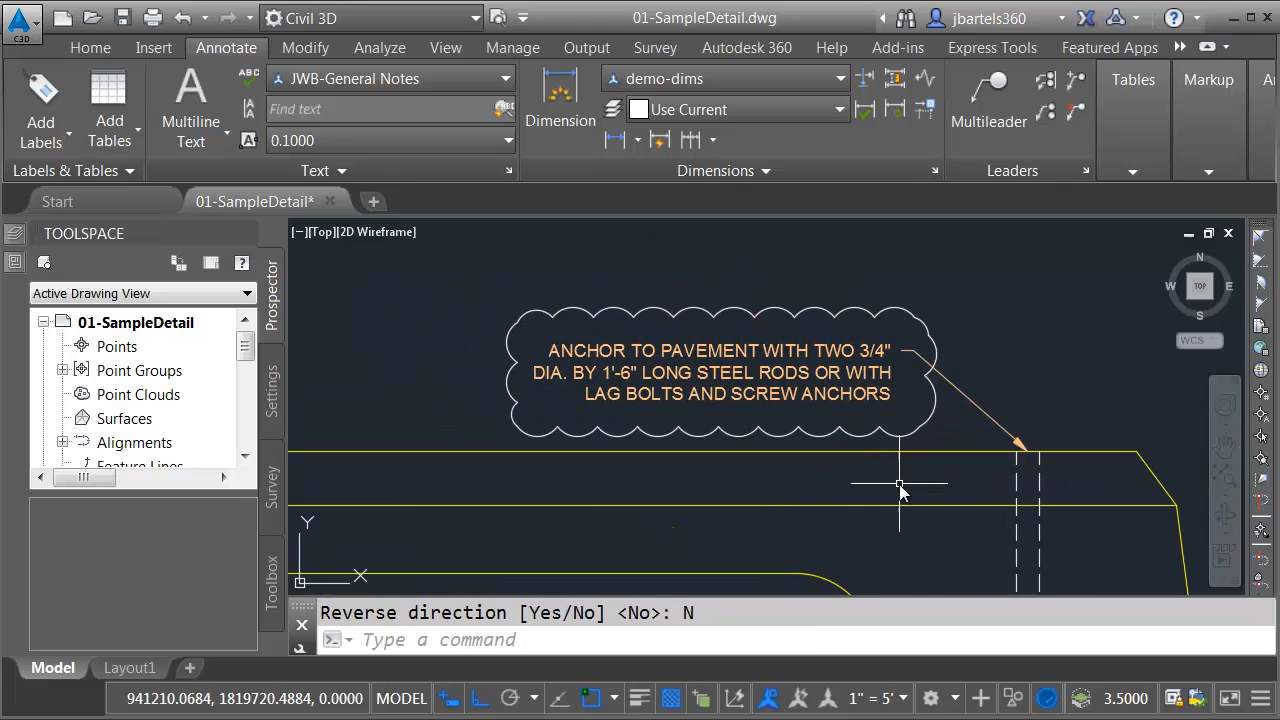 Civil 3D
01-SampleDetail.dwg
jbartels360
C3D
Home Insert Annotate Modify Analyze View Manage Output Survey Autodesk 360 Help Add-ins Express Tools Featured Apps
Add Labels
Add Tables
Multiline Text
ABC
JWB-General Notes
Find text
0.1000
Dimension
demo-dims
Use Current
Multileader
Tables
Markup
Labels & Tables
Text
Dimensions
Leaders
Start
01-SampleDetail*
TOOLSPACE
Active Drawing View
01-SampleDetail
Points
Point Groups
Point Clouds
Surfaces
Alignments
Feature Lines
Prospector
Settings
Survey
Toolbox
[−][Top][2D Wireframe]
N
W TOP E
S
WCS
ANCHOR TO PAVEMENT WITH TWO 3/4"
DIA. BY 1'-6" LONG STEEL RODS OR WITH
LAG BOLTS AND SCREW ANCHORS
Y
X
Reverse direction [Yes/No] <No>: N
Type a command
Model Layout1
941210.0684, 1819720.4884, 0.0000 MODEL 1" = 5' 3.5000